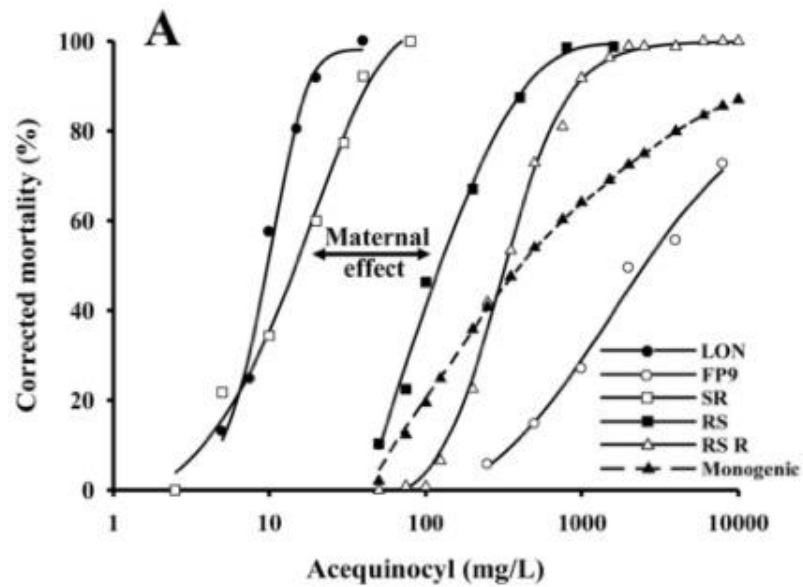 A
100
80
60
40
20
0
Corrected mortality (%)
Maternal
effect
LON
FP9
SR
RS
RS R
Monogenic
1
10
100
1000
10000
Acequinocyl (mg/L)